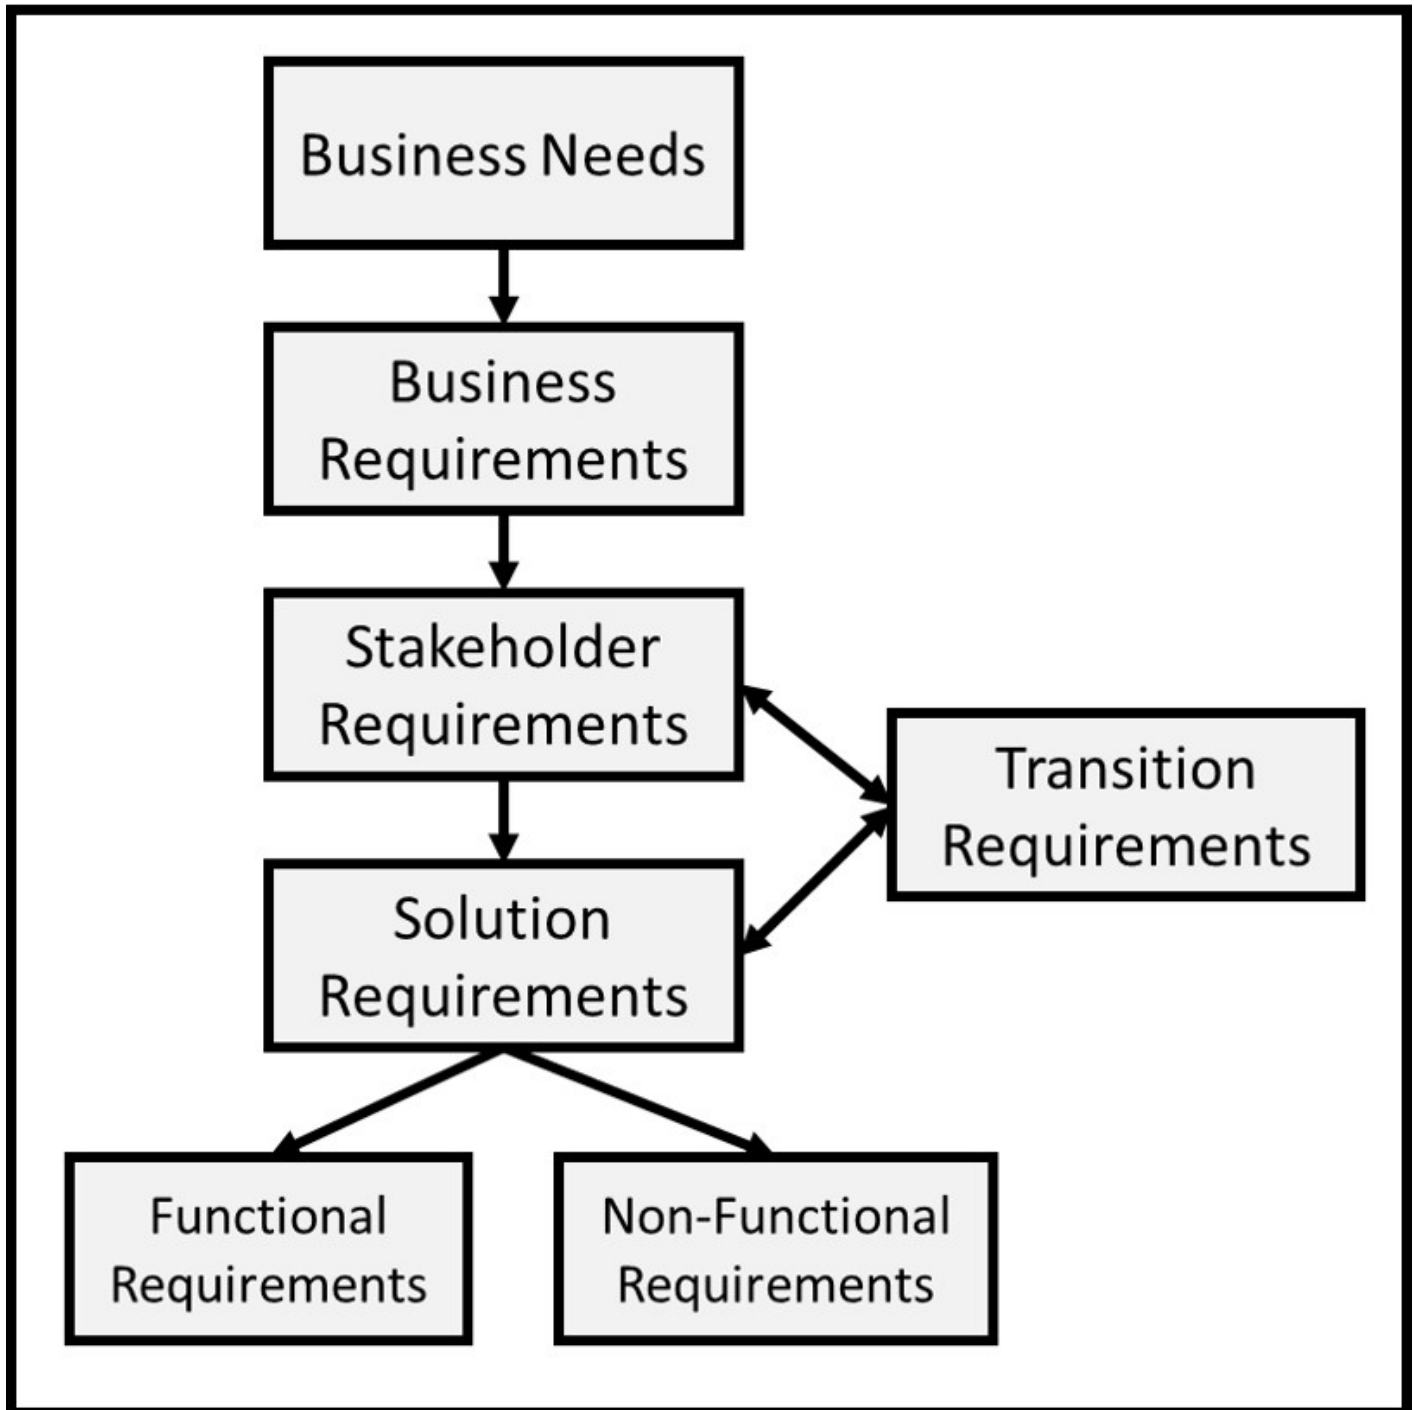 Business Needs
Business
Requirements
Stakeholder
Requirements
Transition
Requirements
Solution
Requirements
Functional
Requirements
Non-Functional
Requirements